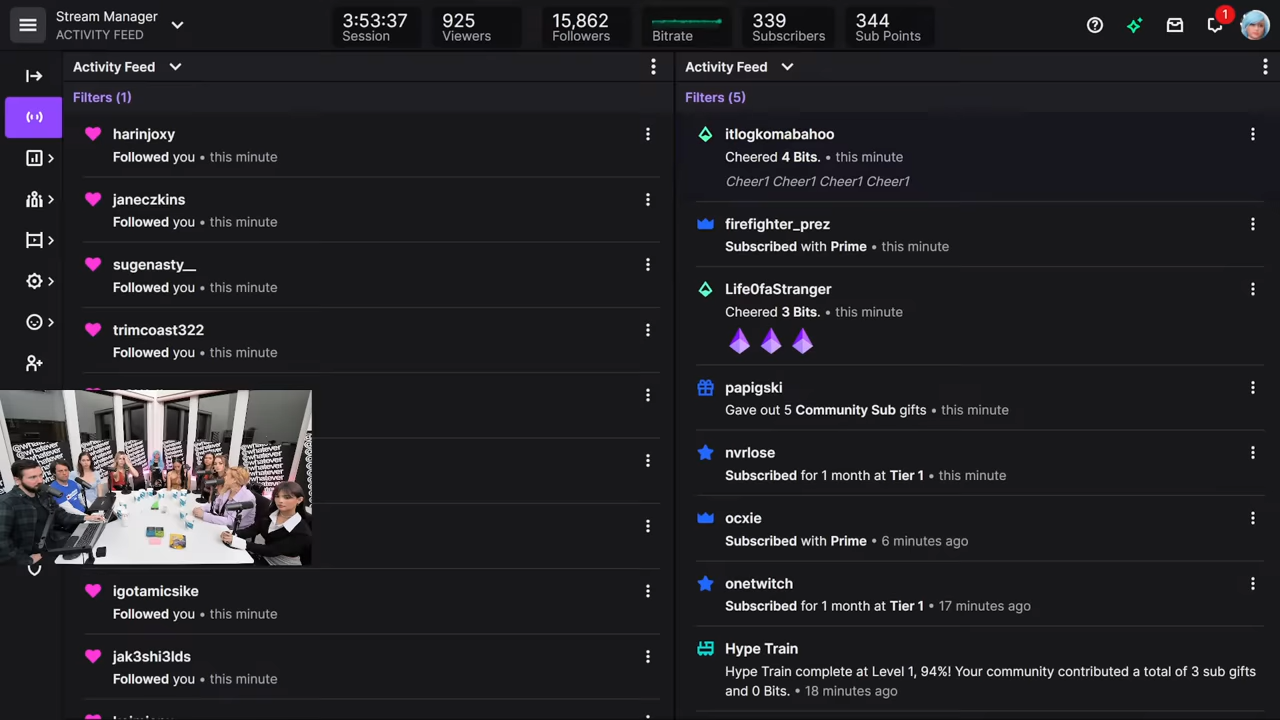 Stream Manager
ACTIVITY FEED
3:53:37
Session
925
Viewers
15,862
Followers
Bitrate
339
Subscribers
344
Sub Points
1
Activity Feed
Filters (1)
harinjoxy
Followed you • this minute
janeczkins
Followed you • this minute
sugenasty__
Followed you • this minute
trimcoast322
Followed you • this minute
igotamicsike
Followed you • this minute
jak3shi3lds
Followed you • this minute
Activity Feed
Filters (5)
itlogkomabahoo
Cheered 4 Bits. • this minute
Cheer1 Cheer1 Cheer1 Cheer1
firefighter_prez
Subscribed with Prime • this minute
Life0faStranger
Cheered 3 Bits. • this minute
papigski
Gave out 5 Community Sub gifts • this minute
nvrlose
Subscribed for 1 month at Tier 1 • this minute
ocxie
Subscribed with Prime • 6 minutes ago
onetwitch
Subscribed for 1 month at Tier 1 • 17 minutes ago
Hype Train
Hype Train complete at Level 1, 94%! Your community contributed a total of 3 sub gifts
and 0 Bits. • 18 minutes ago
@whatever
whatever